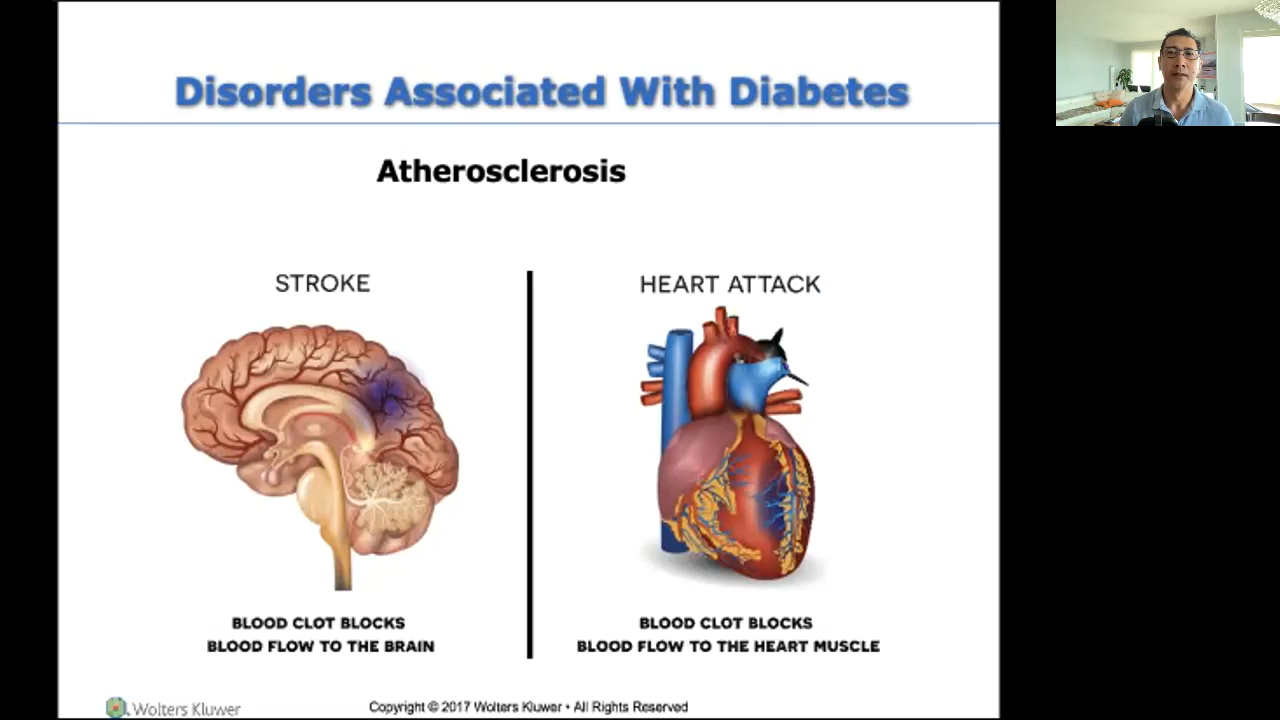 Disorders Associated With Diabetes
Atherosclerosis
STROKE
BLOOD CLOT BLOCKS
BLOOD FLOW TO THE BRAIN
HEART ATTACK
BLOOD CLOT BLOCKS
BLOOD FLOW TO THE HEART MUSCLE
Wolters Kluwer
Copyright © 2017 Wolters Kluwer • All Rights Reserved